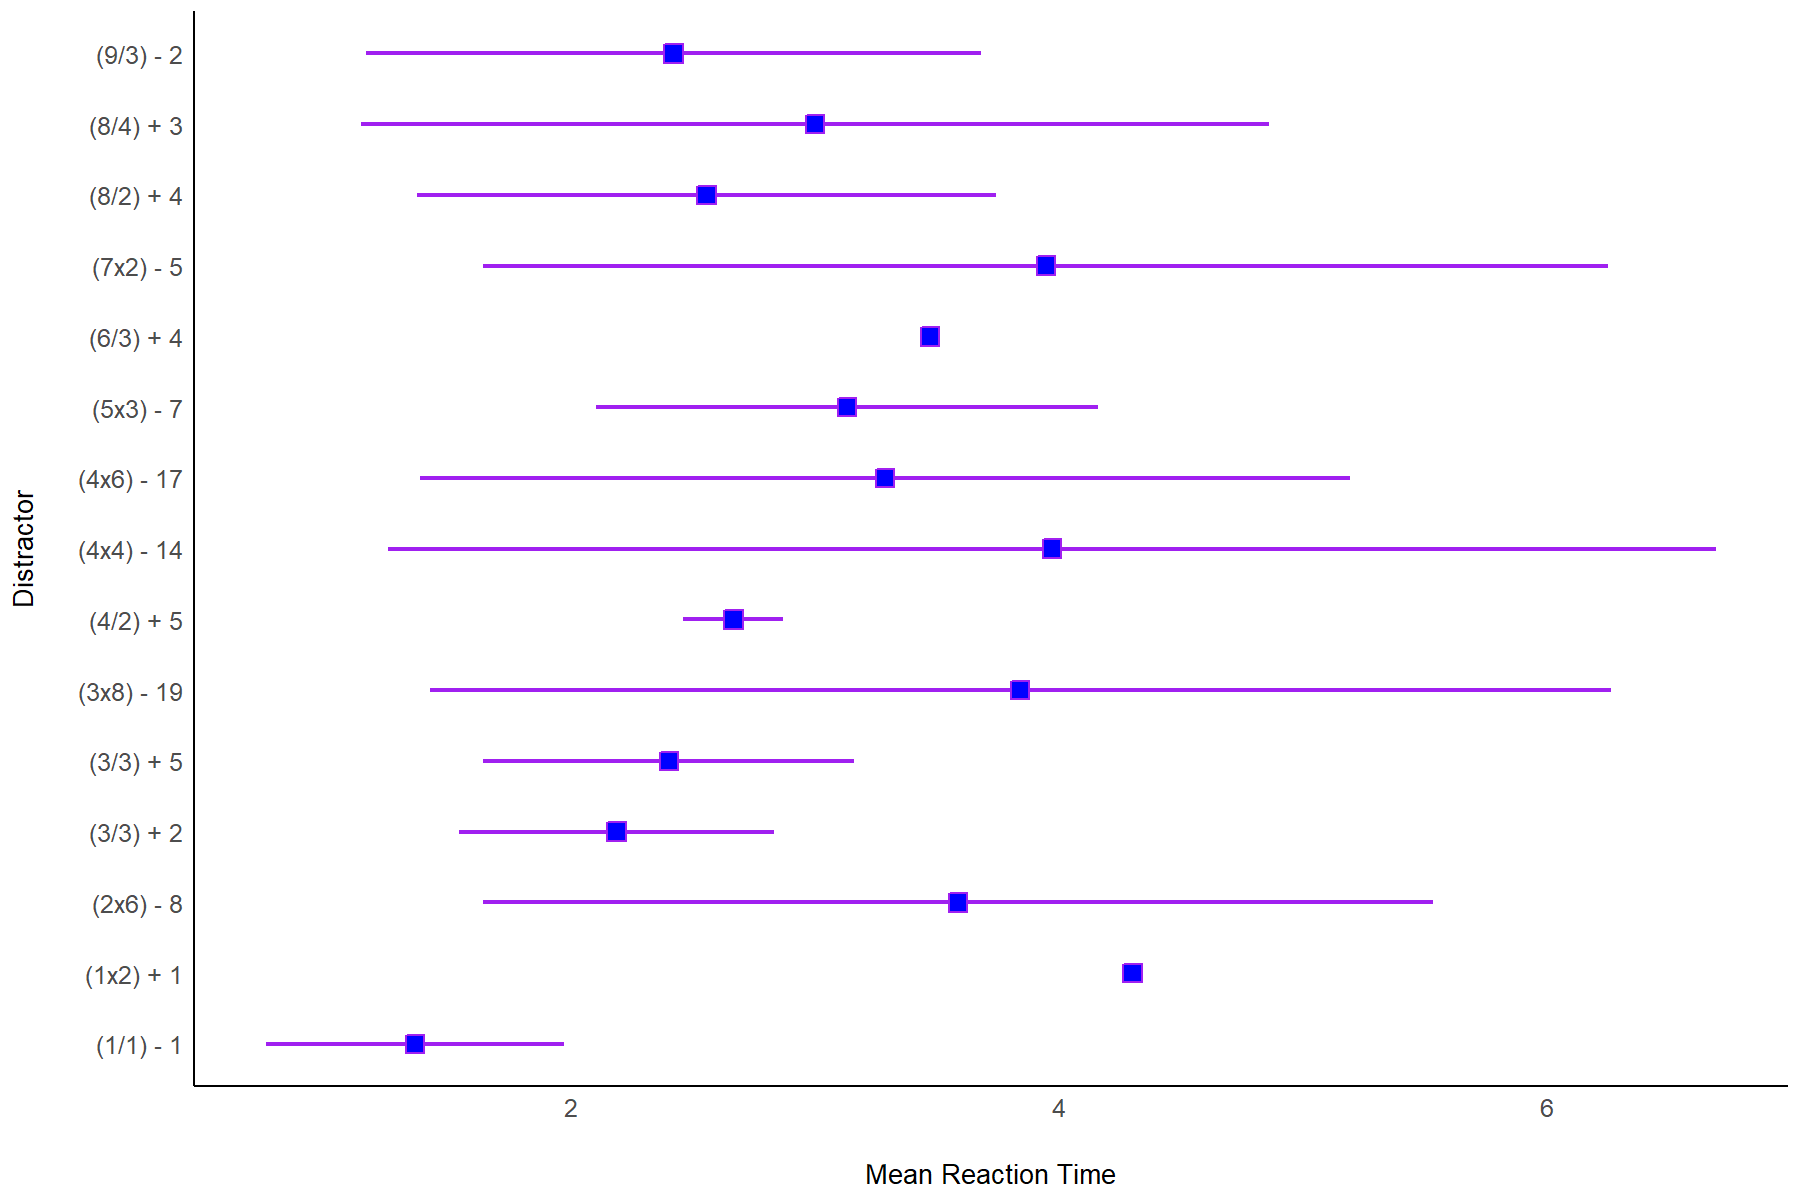 (9/3) - 2
(8/4) + 3
(8/2) + 4
(7x2) - 5
(6/3) + 4
(5x3) - 7
(4x6) - 17
(4x4) - 14
(4/2) + 5
(3x8) - 19
(3/3) + 5
(3/3) + 2
(2x6) - 8
(1x2) + 1
(1/1) - 1
Distractor
2 4 6
Mean Reaction Time